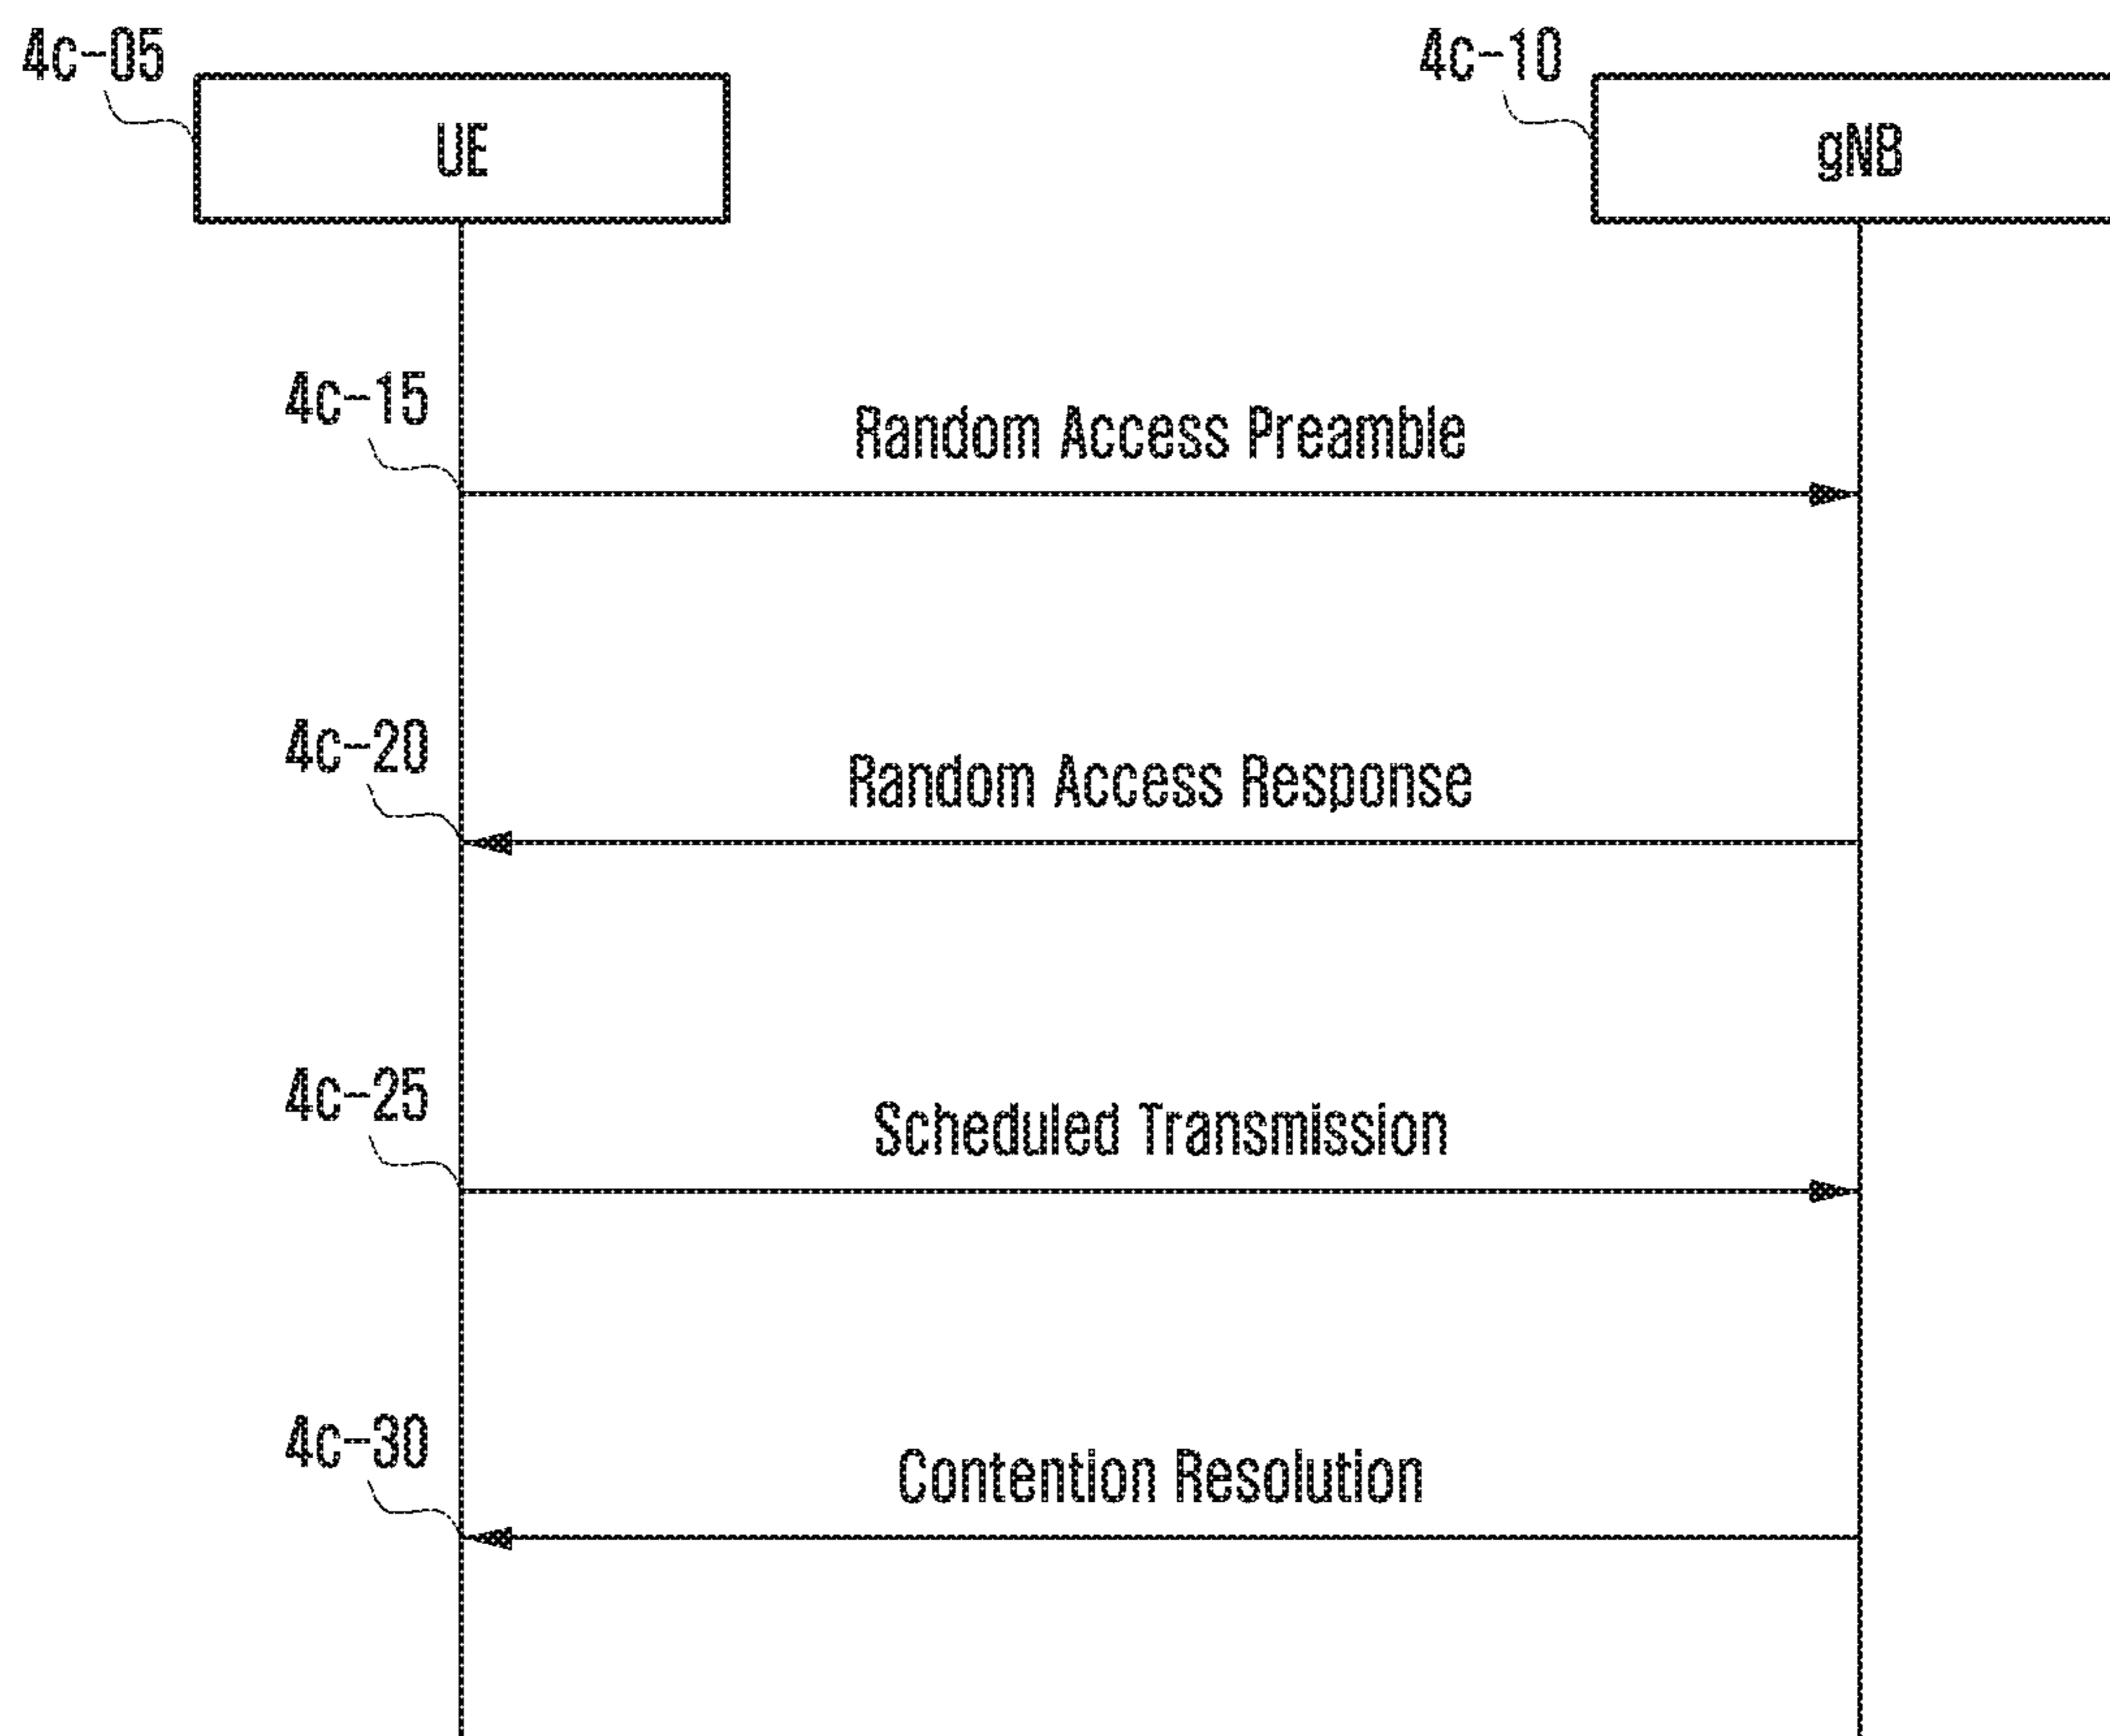 4c-05
UE
4c-10
gNB
4c-15
Random Access Preamble
4c-20
Random Access Response
4c-25
Scheduled Transmission
4c-30
Contention Resolution